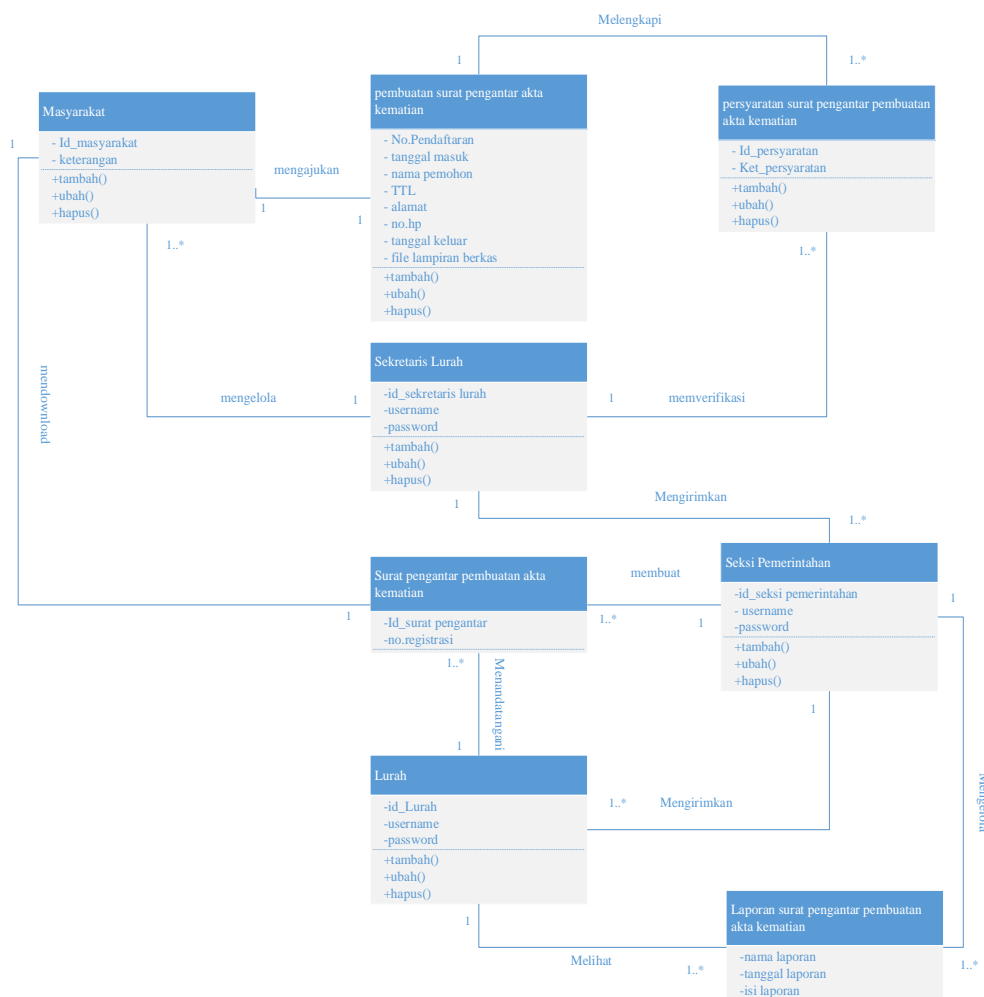 Melengkapi
1
1..*
pembuatan surat pengantar akta
kematian
- No.Pendaftaran
- tanggal masuk
- nama pemohon
- TTL
- alamat
- no.hp
- tanggal keluar
- file lampiran berkas
+tambah()
+ubah()
+hapus()
persyaratan surat pengantar pembuatan
akta kematian
- Id_persyaratan
- Ket_persyaratan
+tambah()
+ubah()
+hapus()
Masyarakat
- Id_masyarakat
- keterangan
+tambah()
+ubah()
+hapus()
1
mengajukan
1
1
1..*
1..*
Sekretaris Lurah
-id_sekretaris lurah
-username
-password
+tambah()
+ubah()
+hapus()
mendownload
mengelola
1
1
memverifikasi
1
Mengirimkan
1..*
Surat pengantar pembuatan akta
kematian
-Id_surat pengantar
-no.registrasi
membuat
Seksi Pemerintahan
-id_seksi pemerintahan
- username
-password
+tambah()
+ubah()
+hapus()
1
1
1..*
1
1..*
Menandatangani
1
1
Lurah
-id_Lurah
-username
-password
+tambah()
+ubah()
+hapus()
1..*
Mengirimkan
Mengelola
1
Melihat
1..*
1..*
Laporan surat pengantar pembuatan
akta kematian
-nama laporan
-tanggal laporan
-isi laporan